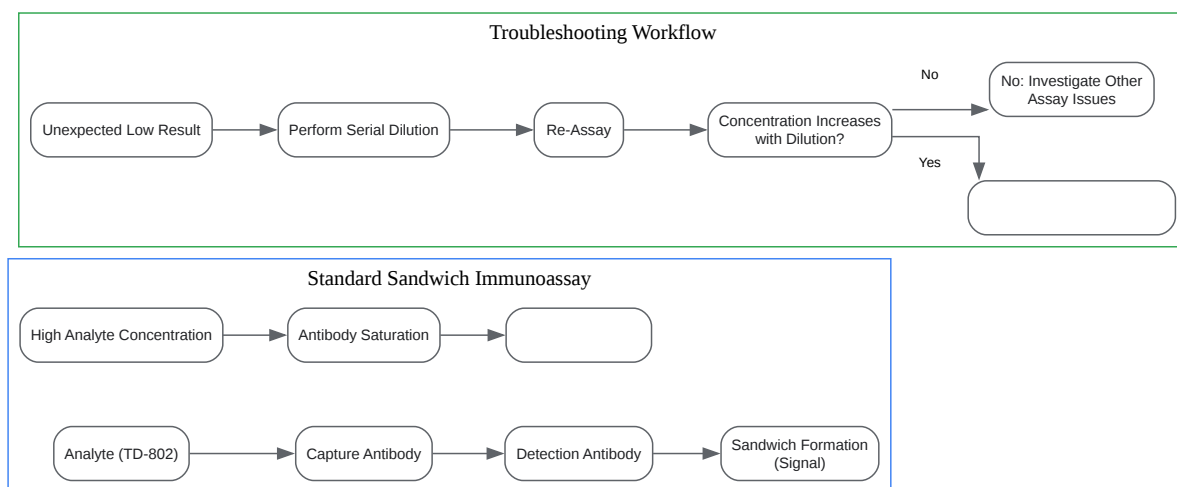 Troubleshooting Workflow
Unexpected Low Result
Perform Serial Dilution
Re-Assay
Concentration Increases
with Dilution?
No
No: Investigate Other
Assay Issues
Yes
Standard Sandwich Immunoassay
High Analyte Concentration
Antibody Saturation
Analyte (TD-802)
Capture Antibody
Detection Antibody
Sandwich Formation
(Signal)